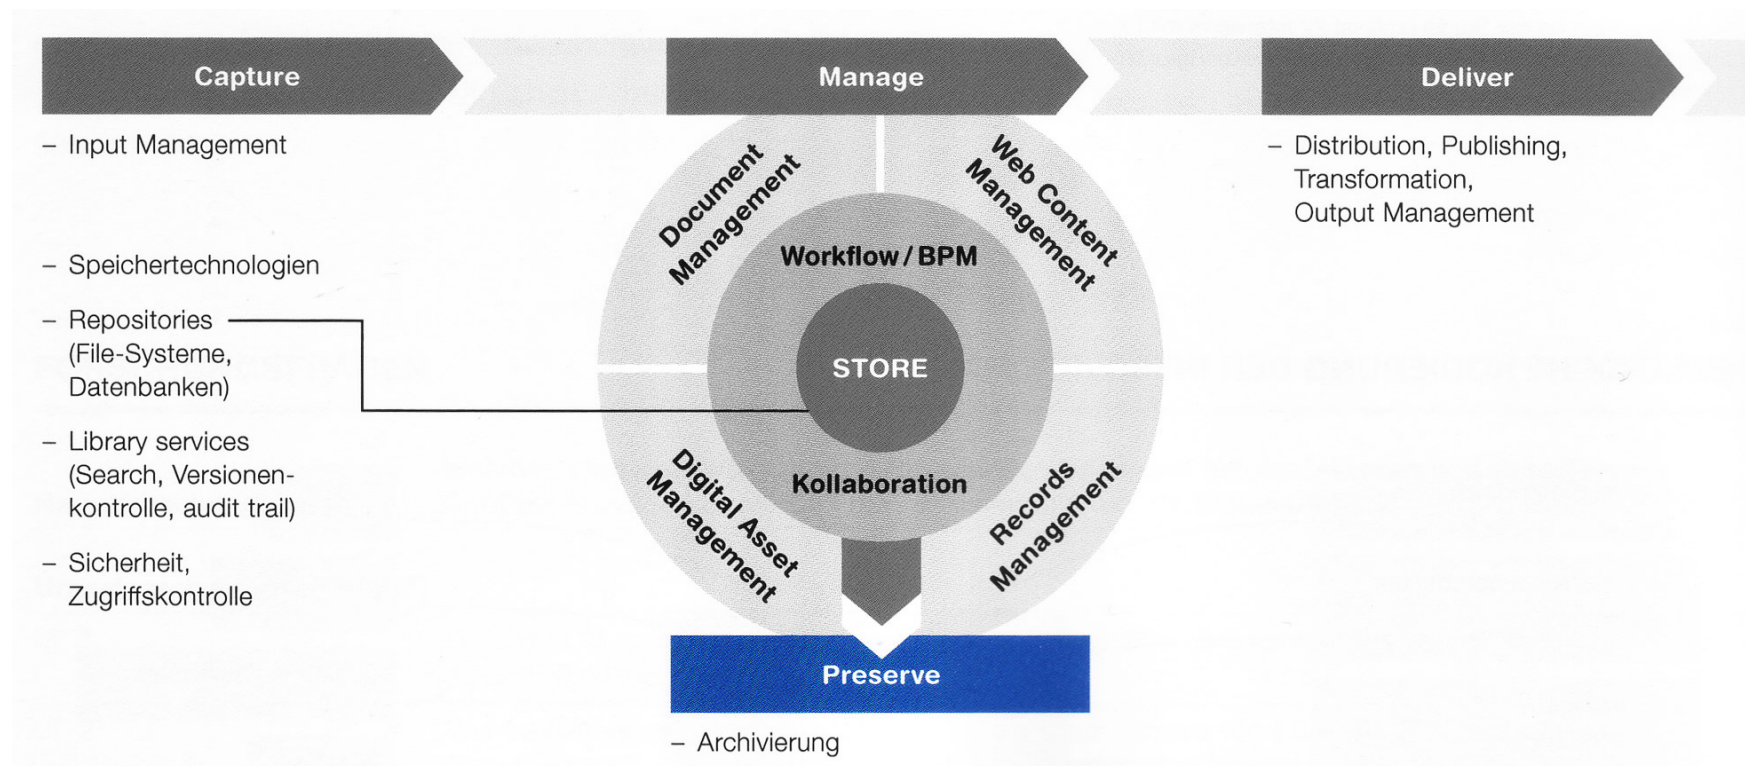 Capture
Manage
Deliver
– Input Management
– Speichertechnologien
– Repositories
(File-Systeme,
Datenbanken)
– Library services
(Search, Versionen-
kontrolle, audit trail)
– Sicherheit,
Zugriffskontrolle
Document
Management
Web Content
Management
Workflow / BPM
STORE
Kollaboration
Digital Asset
Management
Records
Management
Preserve
– Archivierung
– Distribution, Publishing,
Transformation,
Output Management